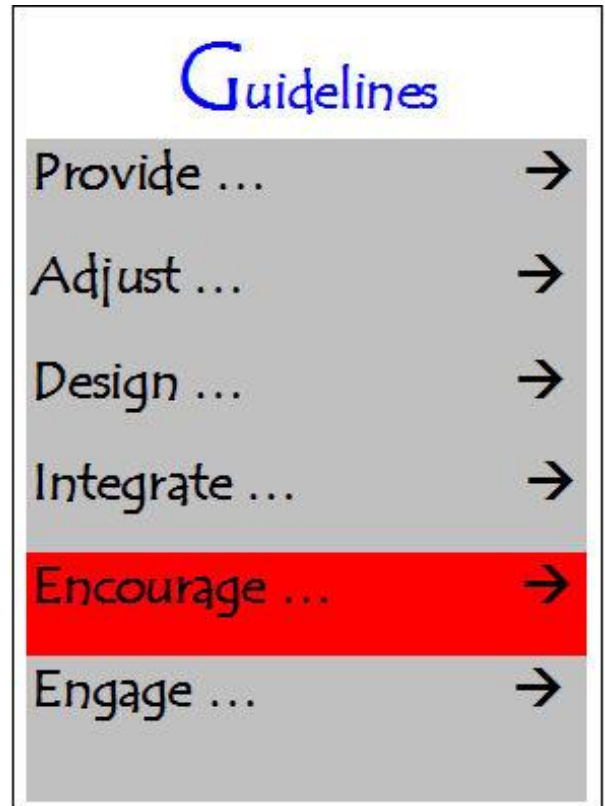 Guidelines
Provide ... →
Adjust ... →
Design ... →
Integrate ... →
Encourage ... →
Engage ... →